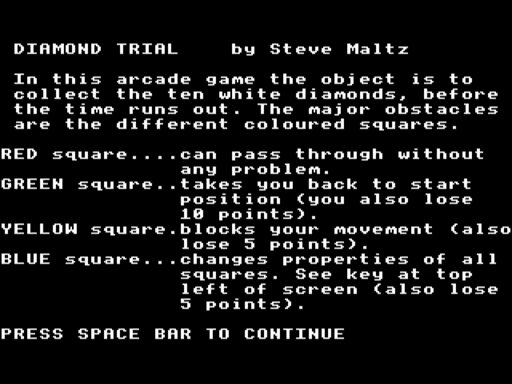 DIAMOND TRIAL by Steve Maltz
In this arcade game the object is to
collect the ten white diamonds, before
the time runs out. The major obstacles
are the different coloured squares.
RED square....can pass through without
any problem.
GREEN square..takes you back to start
position (you also lose
10 points).
YELLOW square.blocks your movement (also
lose 5 points).
BLUE square...changes properties of all
squares. See key at top
left of screen (also lose
5 points).
PRESS SPACE BAR TO CONTINUE